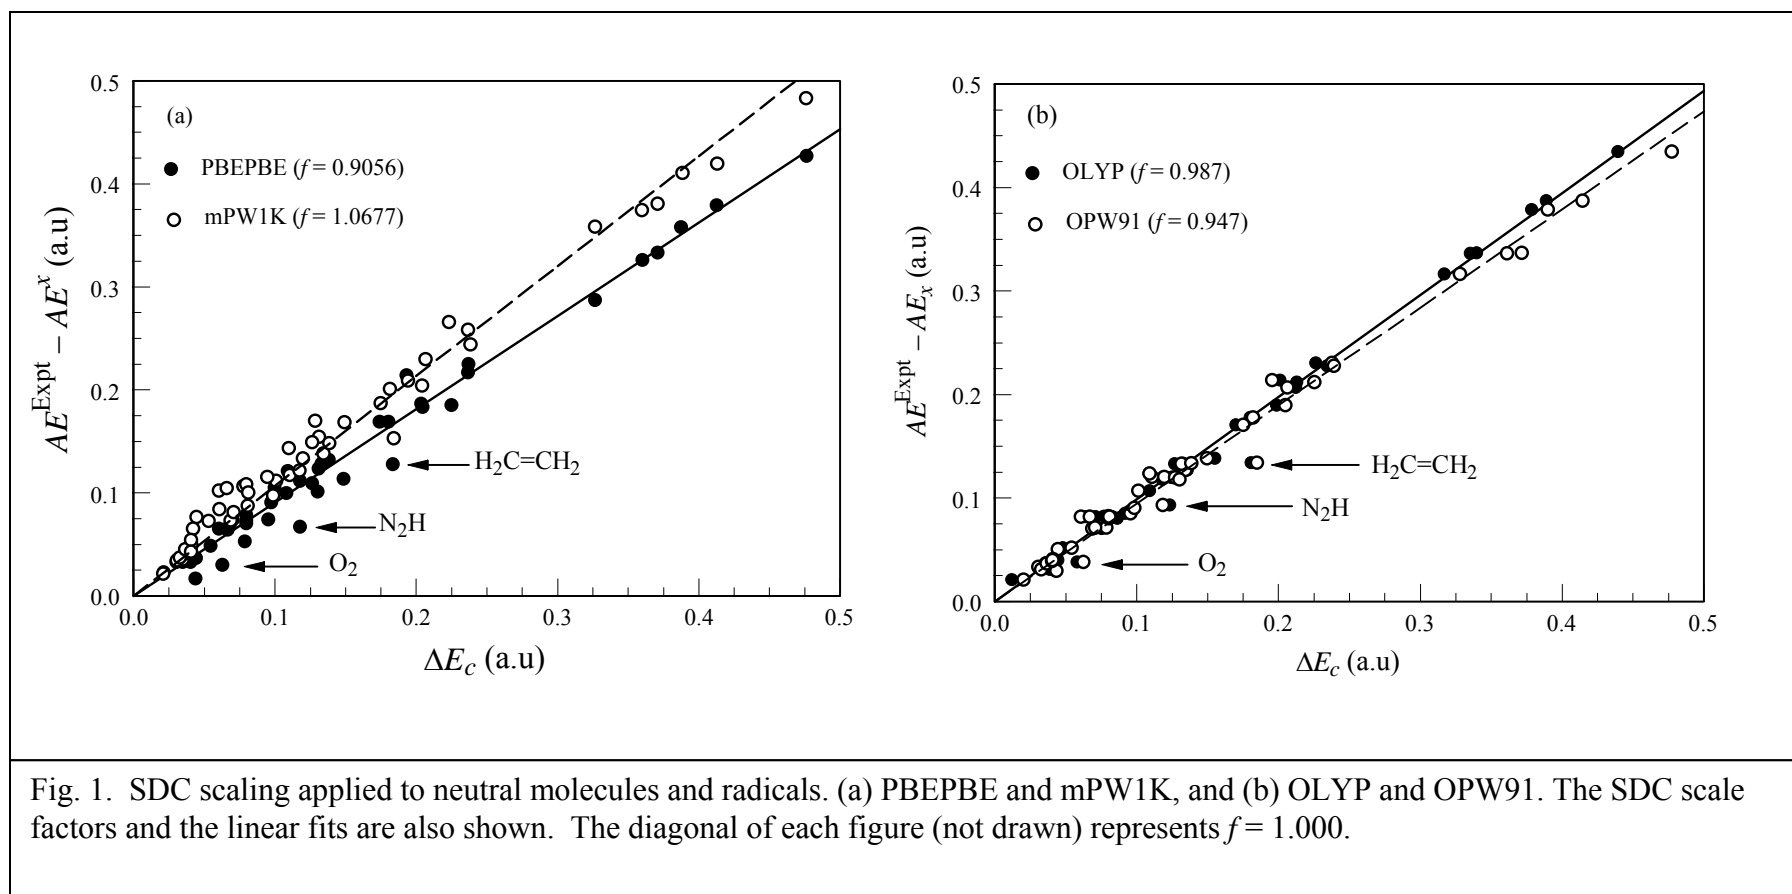 (a)
PBEPBE (f = 0.9056)
mPW1K (f = 1.0677)
H₂C=CH₂
N₂H
O₂
0.5
0.4
0.3
0.2
0.1
0.0
0.0 0.1 0.2 0.3 0.4 0.5
AE^Expt – AE^x (a.u)
ΔE_c (a.u)
(b)
OLYP (f = 0.987)
OPW91 (f = 0.947)
H₂C=CH₂
N₂H
O₂
0.5
0.4
0.3
0.2
0.1
0.0
0.0 0.1 0.2 0.3 0.4 0.5
AE^Expt – AE_x (a.u)
ΔE_c (a.u)
Fig. 1. SDC scaling applied to neutral molecules and radicals. (a) PBEPBE and mPW1K, and (b) OLYP and OPW91. The SDC scale
factors and the linear fits are also shown. The diagonal of each figure (not drawn) represents f = 1.000.